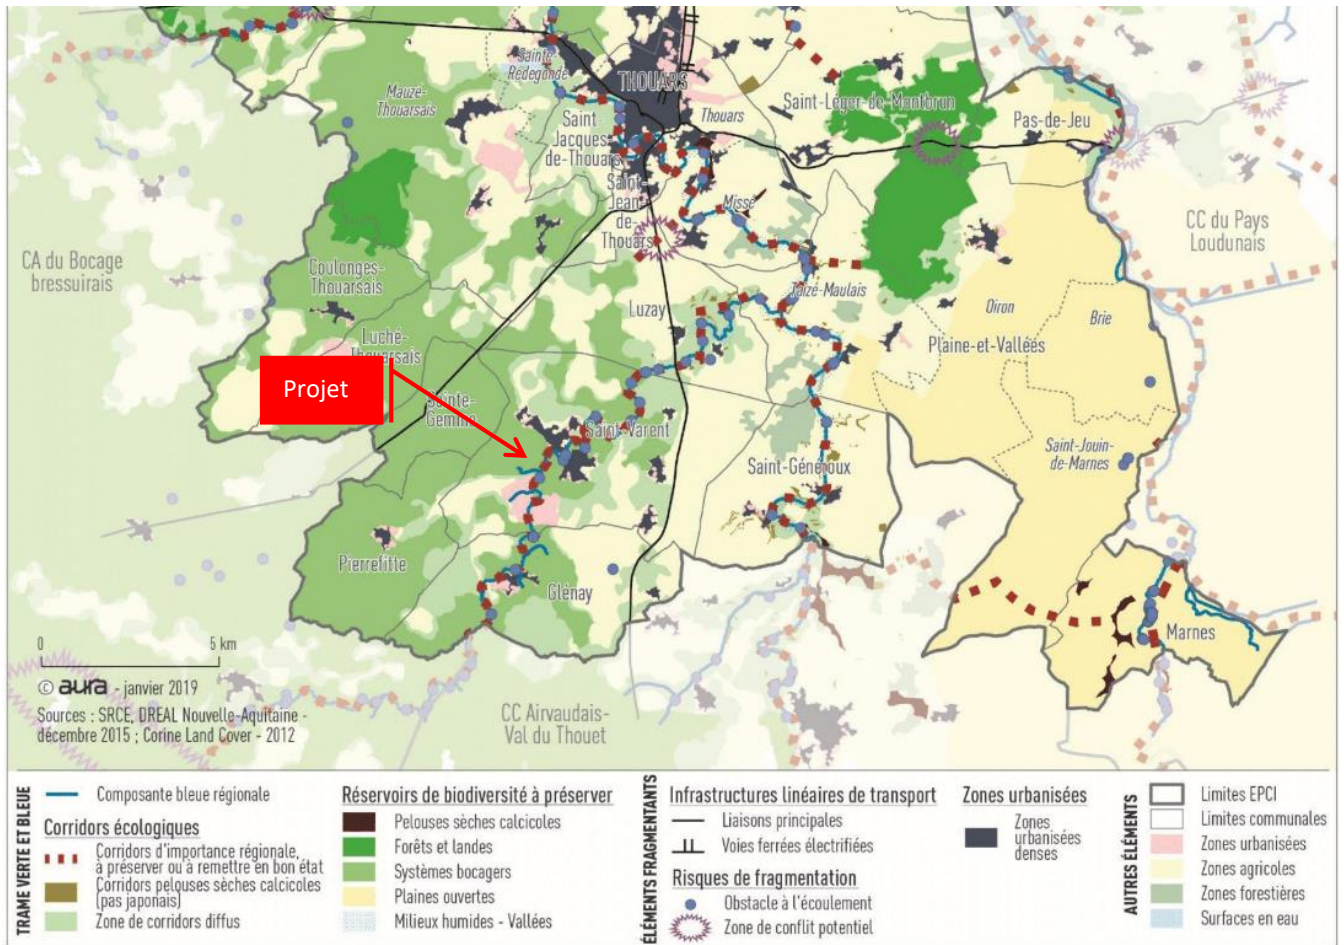 Sainte-
Radegonde
THOUARS
Mauzé-
Thouarsais
Saint-Léger-de-Montbrun
Saint-
Jacques-
de-Thouars
Thouars
Pas-de-Jeu
Saint-
Jean-
de-
Thouars
Missé
CC du Pays
Loudunais
CA du Bocage
bressuirais
Coulonges-
Thouarsais
Taizé-Maulais
Luzay
Oiron
Brie
Luché-
Thouarsais
Plaine-et-Vallées
Projet
Sainte-
Gemme
Saint-Varent
Saint-Jouin-
de-Marnes
Saint-Généroux
Pierrefitte
Glénay
Marnes
0 5 km
© aura - janvier 2019
Sources : SRCE, DREAL Nouvelle-Aquitaine -
décembre 2015 ; Corine Land Cover - 2012
CC Airvaudais-
Val du Thouet
TRAME VERTE ET BLEUE
Composante bleue régionale
Corridors écologiques
Corridors d'importance régionale,
à préserver ou à remettre en bon état
Corridors pelouses sèches calcicoles
(pas japonais)
Zone de corridors diffus
Réservoirs de biodiversité à préserver
Pelouses sèches calcicoles
Forêts et landes
Systèmes bocagers
Plaines ouvertes
Milieux humides - Vallées
ÉLÉMENTS FRAGMENTANTS
Infrastructures linéaires de transport
Liaisons principales
Voies ferrées électrifiées
Risques de fragmentation
Obstacle à l'écoulement
Zone de conflit potentiel
Zones urbanisées
Zones
urbanisées
denses
AUTRES ÉLÉMENTS
Limites EPCI
Limites communales
Zones urbanisées
Zones agricoles
Zones forestières
Surfaces en eau